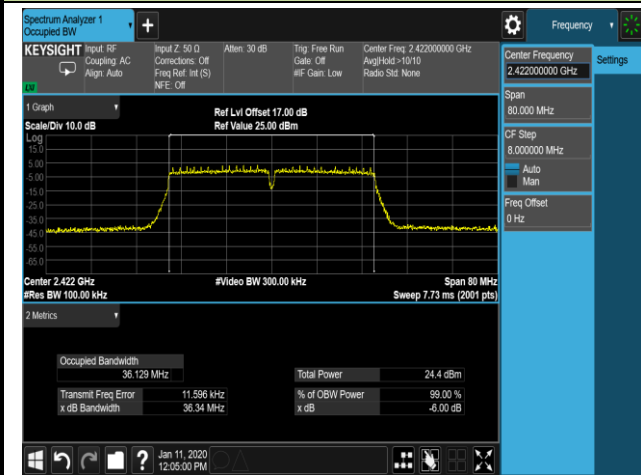 Spectrum Analyzer 1
Occupied BW
+
Frequency
KEYSIGHT
Input: RF
Coupling: AC
Align: Auto
Input Z: 50 Ω
Corrections: Off
Freq Ref: Int (S)
NFE: Off
Atten: 30 dB
Trig: Free Run
Gate: Off
#IF Gain: Low
Center Freq: 2.422000000 GHz
Avg|Hold:>10/10
Radio Std: None
Center Frequency
2.422000000 GHz
Settings
Span
80.000 MHz
CF Step
8.000000 MHz
Auto
Man
Freq Offset
0 Hz
1 Graph
Scale/Div 10.0 dB
Ref Lvl Offset 17.00 dB
Ref Value 25.00 dBm
Log
15.0
5.00
-5.00
-15.0
-25.0
-35.0
-45.0
-55.0
-65.0
Center 2.422 GHz
#Video BW 300.00 kHz
Span 80 MHz
#Res BW 100.00 kHz
Sweep 7.73 ms (2001 pts)
2 Metrics
Occupied Bandwidth
36.129 MHz
Total Power 24.4 dBm
Transmit Freq Error 11.596 kHz
% of OBW Power 99.00 %
x dB Bandwidth 36.34 MHz
x dB -6.00 dB
?
Jan 11, 2020
12:05:00 PM